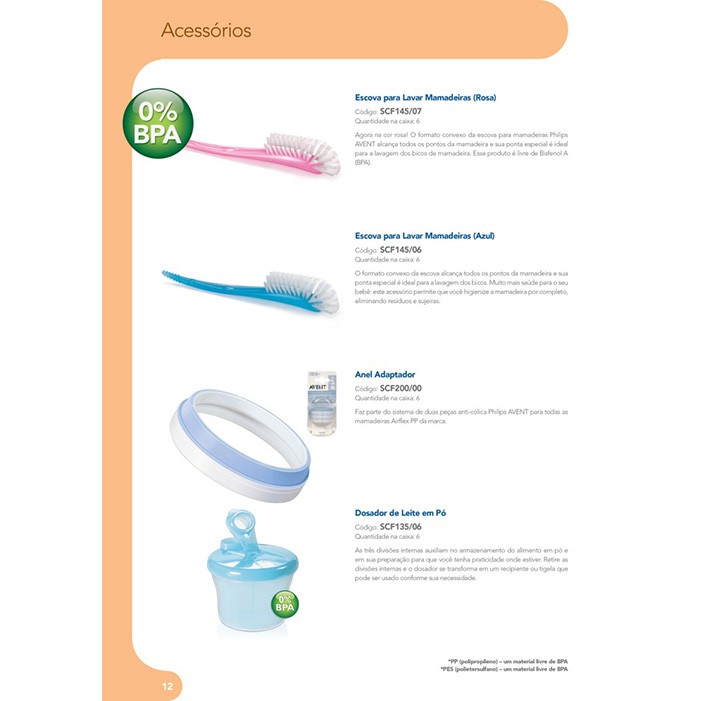 Acessórios
0%
BPA
Escova para Lavar Mamadeiras (Rosa)
Código: SCF145/07
Quantidade na caixa: 6
Agora na cor rosa! O formato convexo da escova para mamadeiras Philips
AVENT alcança todos os pontos da mamadeira e sua ponta especial é ideal
para a lavagem dos bicos de mamadeira. Esse produto é livre de Bisfenol A
(BPA).
Escova para Lavar Mamadeiras (Azul)
Código: SCF145/06
Quantidade na caixa: 6
O formato convexo da escova alcança todos os pontos da mamadeira e sua
ponta especial é ideal para a lavagem dos bicos. Muito mais saúde para o seu
bebê: este acessório permite que você higienize a mamadeira por completo,
eliminando resíduos e sujeiras.
AVENT
Anel Adaptador
Código: SCF200/00
Quantidade na caixa: 6
Faz parte do sistema de duas peças anti-cólica Philips AVENT para todas as
mamadeiras Airflex PP da marca.
Dosador de Leite em Pó
Código: SCF135/06
Quantidade na caixa: 6
As três divisões internas auxiliam no armazenamento do alimento em pó e
em sua preparação para que você tenha praticidade onde estiver. Retire as
divisões internas e o dosador se transforma em um recipiente ou tigela que
pode ser usado conforme sua necessidade.
0%
BPA
*PP (polipropileno) – um material livre de BPA
*PES (polietersulfano) – um material livre de BPA
12